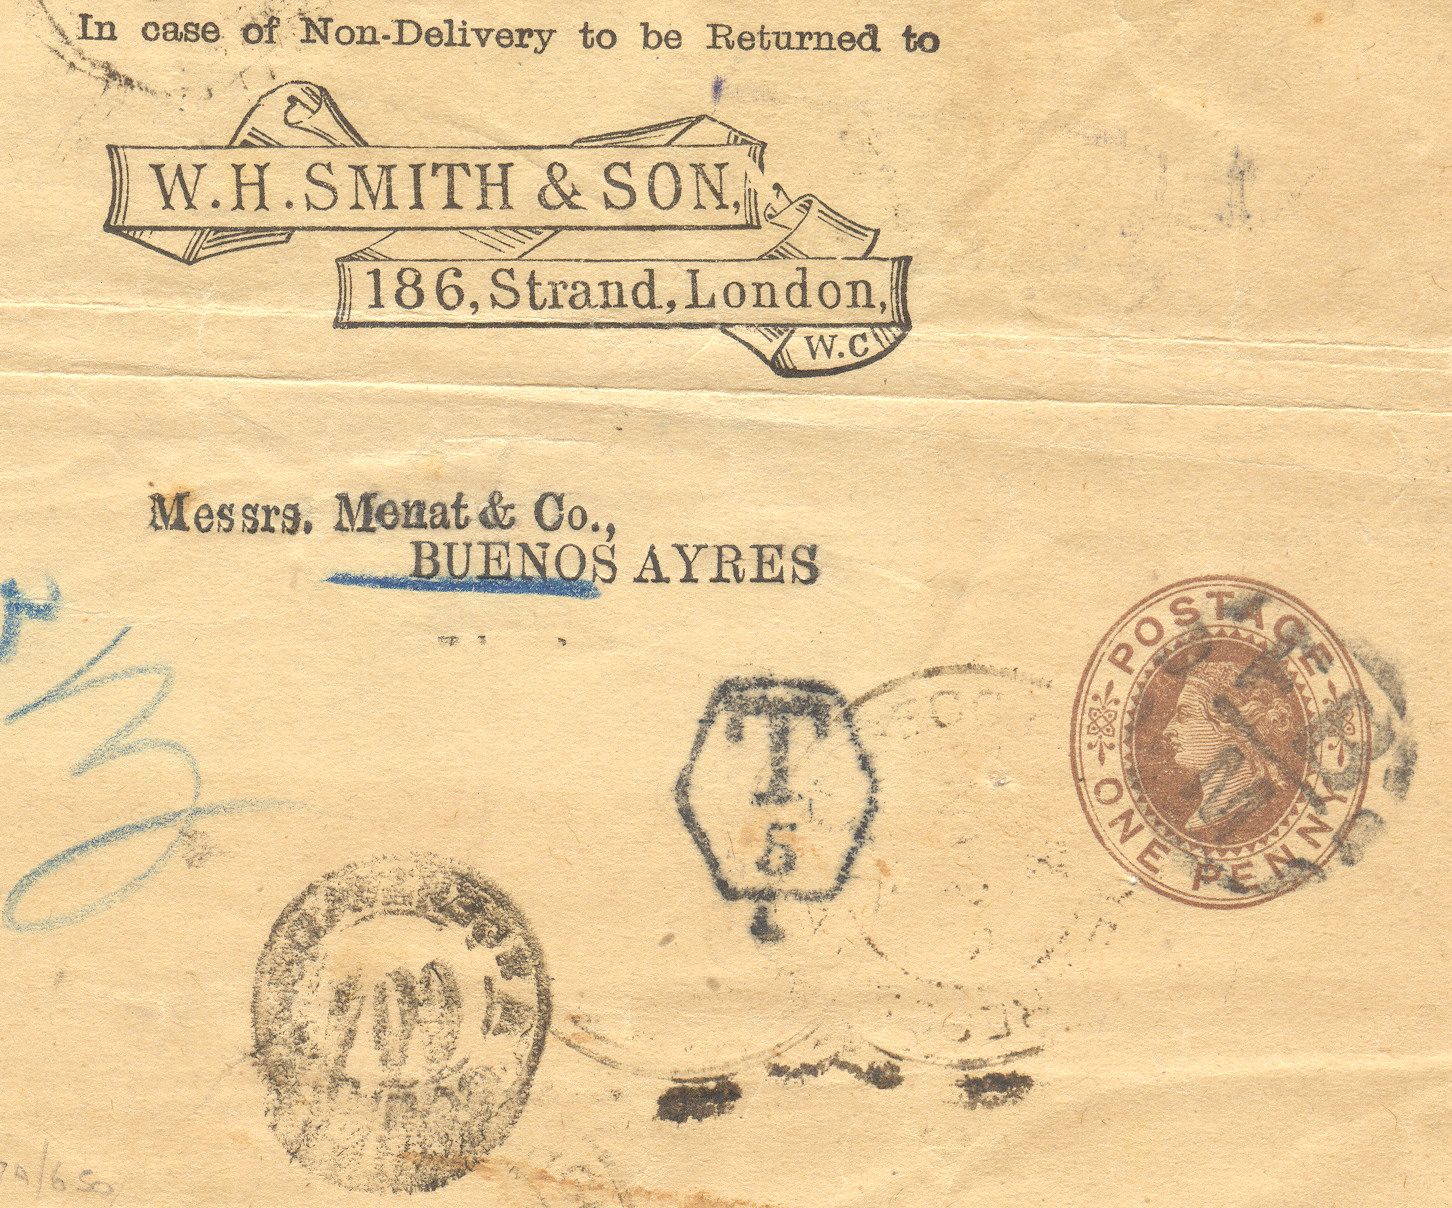 In case of Non-Delivery to be Returned to
W.H. SMITH & SON,
186, Strand, London,
W.C
Messrs. Menat & Co.,
BUENOS AYRES
POSTAGE
ONE PENNY
T
5
1